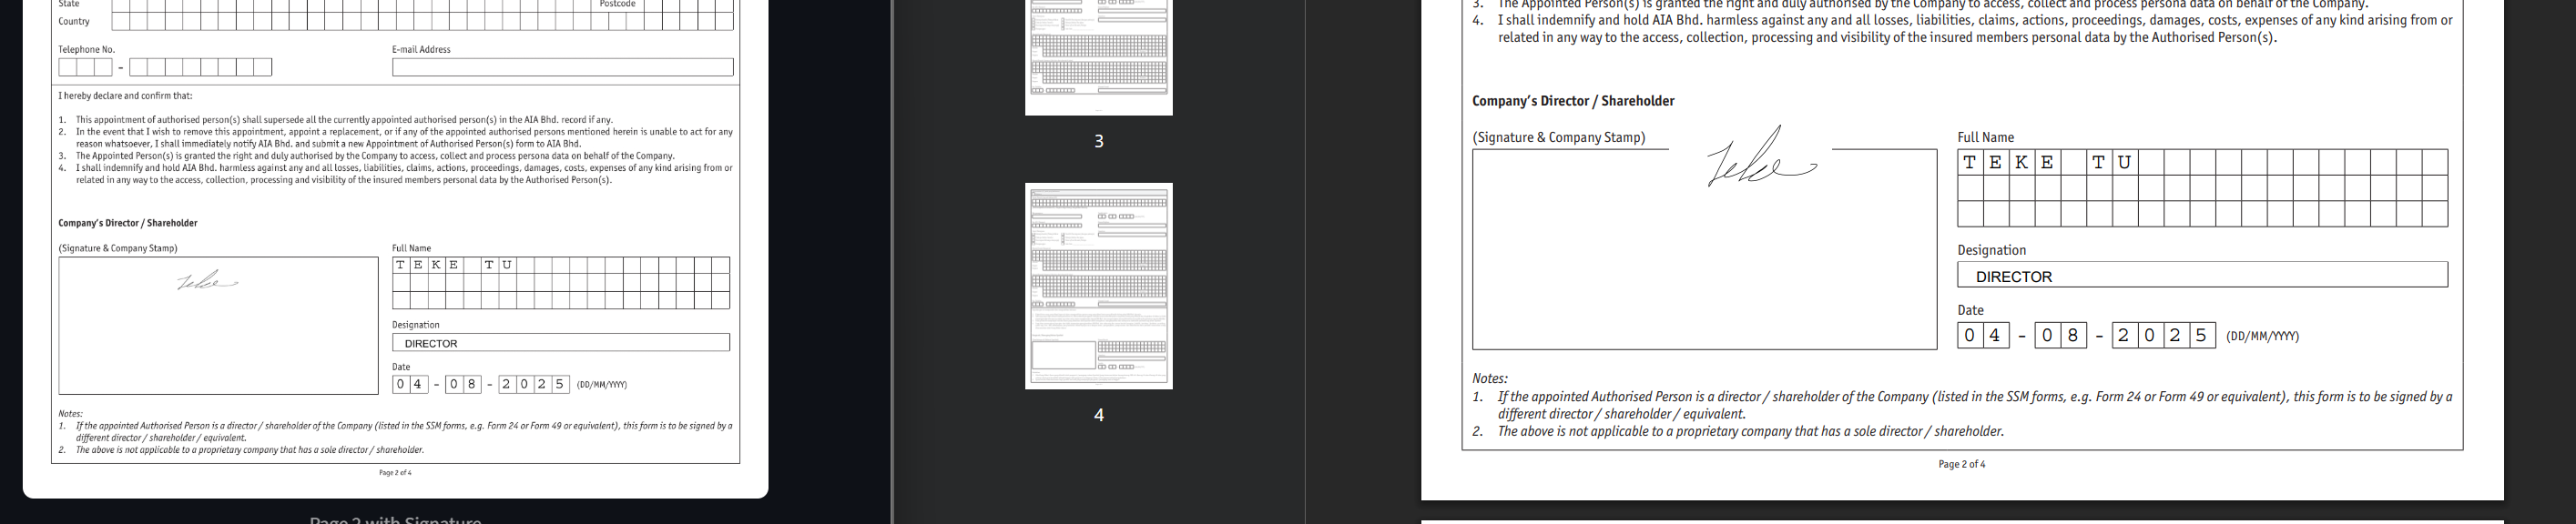 State
Postcode
Country
Telephone No.
E-mail Address
-
I hereby declare and confirm that:
1. This appointment of authorised person(s) shall supersede all the currently appointed authorised person(s) in the AIA Bhd. record if any.
2. In the event that I wish to remove this appointment, appoint a replacement, or if any of the appointed authorised persons mentioned herein is unable to act for any
reason whatsoever, I shall immediately notify AIA Bhd. and submit a new Appointment of Authorised Person(s) form to AIA Bhd.
3. The Appointed Person(s) is granted the right and duly authorised by the Company to access, collect and process persona data on behalf of the Company.
4. I shall indemnify and hold AIA Bhd. harmless against any and all losses, liabilities, claims, actions, proceedings, damages, costs, expenses of any kind arising from or
related in any way to the access, collection, processing and visibility of the insured members personal data by the Authorised Person(s).
Company's Director / Shareholder
(Signature & Company Stamp)
Full Name
TEKE TU
Designation
DIRECTOR
Date
04 - 08 - 2025 (DD/MM/YYYY)
Notes:
1. If the appointed Authorised Person is a director / shareholder of the Company (listed in the SSM forms, e.g. Form 24 or Form 49 or equivalent), this form is to be signed by a
different director / shareholder / equivalent.
2. The above is not applicable to a proprietary company that has a sole director / shareholder.
Page 2 of 4
Page 2 with Signature
3
4
3. The Appointed Person(s) is granted the right and duly authorised by the Company to access, collect and process persona data on behalf of the Company.
4. I shall indemnify and hold AIA Bhd. harmless against any and all losses, liabilities, claims, actions, proceedings, damages, costs, expenses of any kind arising from or
related in any way to the access, collection, processing and visibility of the insured members personal data by the Authorised Person(s).
Company's Director / Shareholder
(Signature & Company Stamp)
Full Name
TEKE TU
Designation
DIRECTOR
Date
04 - 08 - 2025 (DD/MM/YYYY)
Notes:
1. If the appointed Authorised Person is a director / shareholder of the Company (listed in the SSM forms, e.g. Form 24 or Form 49 or equivalent), this form is to be signed by a
different director / shareholder / equivalent.
2. The above is not applicable to a proprietary company that has a sole director / shareholder.
Page 2 of 4